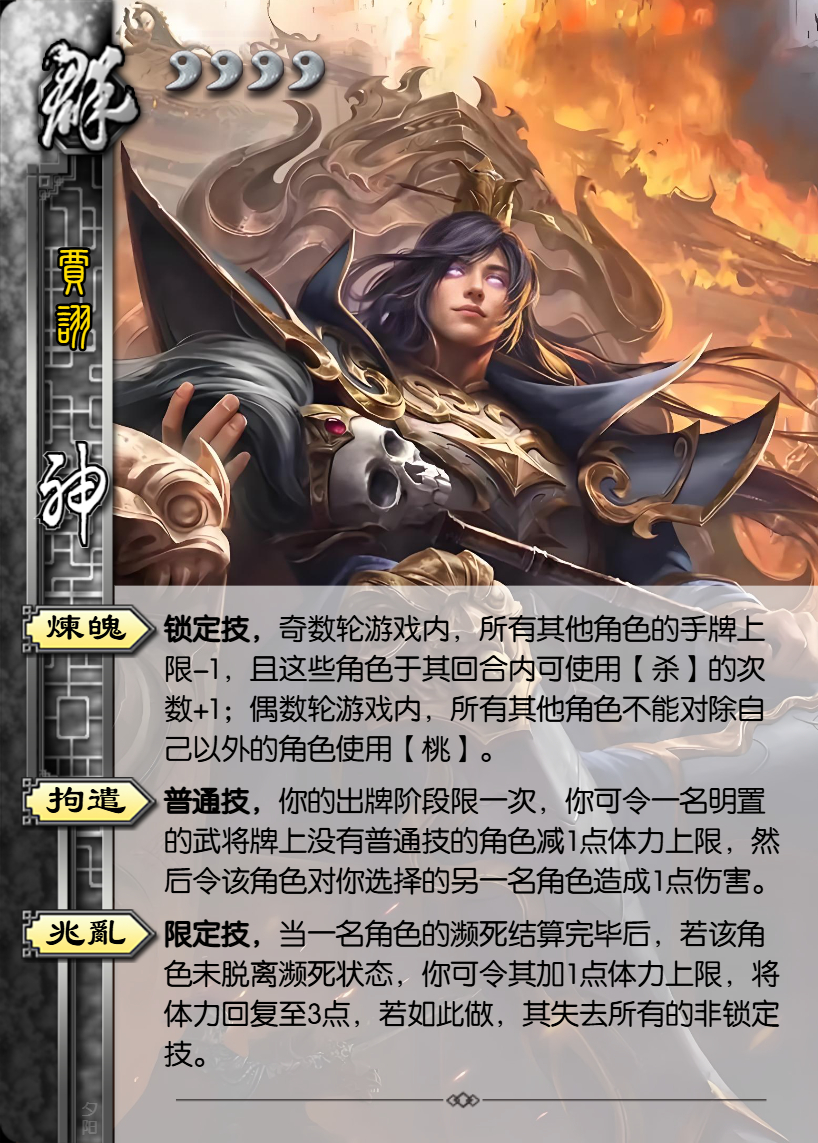 群
賈詡
神
煉魄
锁定技，奇数轮游戏内，所有其他角色的手牌上
限-1，且这些角色于其回合内可使用【杀】的次
数+1；偶数轮游戏内，所有其他角色不能对除自
己以外的角色使用【桃】。
拘遣
普通技，你的出牌阶段限一次，你可令一名明置
的武将牌上没有普通技的角色减1点体力上限，然
后令该角色对你选择的另一名角色造成1点伤害。
兆亂
限定技，当一名角色的濒死结算完毕后，若该角
色未脱离濒死状态，你可令其加1点体力上限，将
体力回复至3点，若如此做，其失去所有的非锁定
技。
夕阳